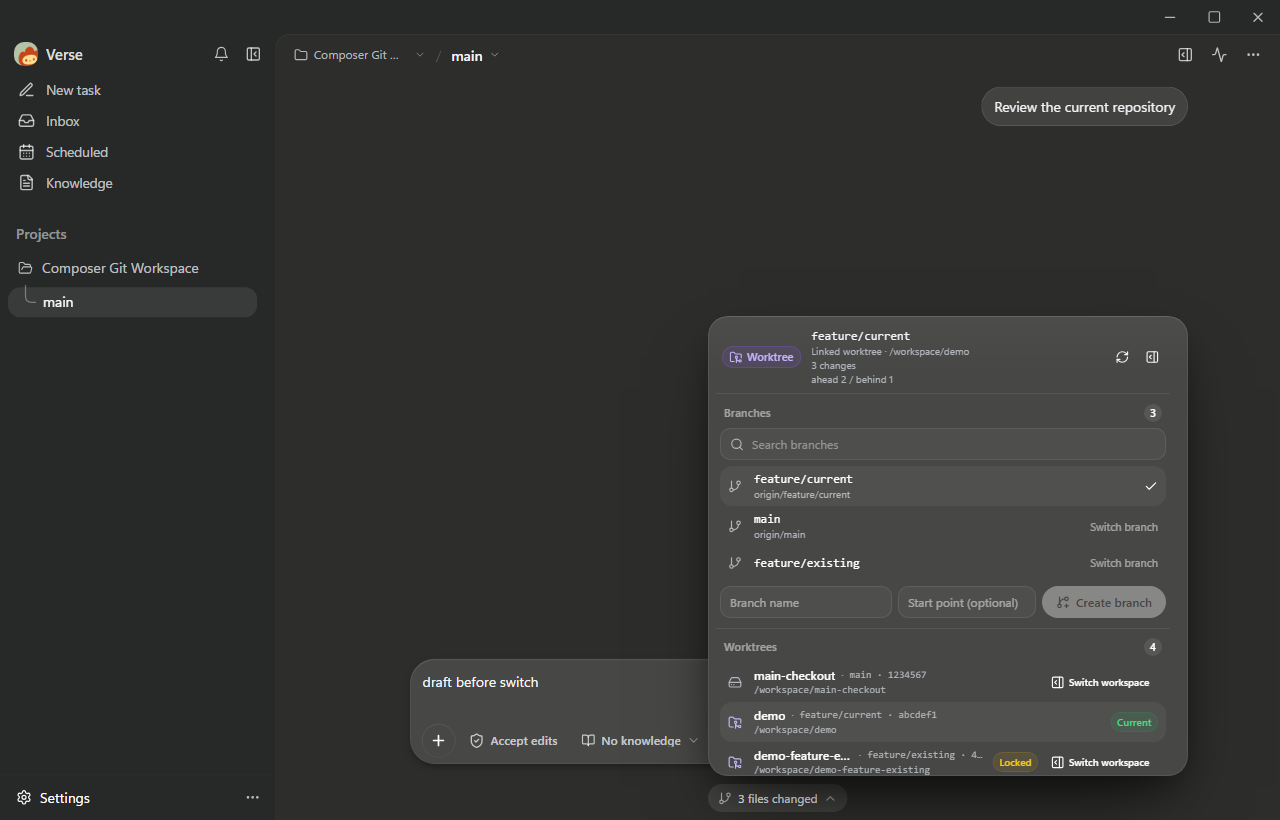 Verse
New task
Inbox
Scheduled
Knowledge
Projects
Composer Git Workspace
main
Settings
Composer Git ...
/
main
Review the current repository
Worktree
feature/current
Linked worktree · /workspace/demo
3 changes
ahead 2 / behind 1
Branches 3
Search branches
feature/current
origin/feature/current
main
origin/main
Switch branch
feature/existing
Switch branch
Branch name
Start point (optional)
Create branch
Worktrees 4
main-checkout · main · 1234567
/workspace/main-checkout
Switch workspace
demo · feature/current · abcdef1
/workspace/demo
Current
demo-feature-e... · feature/existing · 4…
/workspace/demo-feature-existing
Locked
Switch workspace
draft before switch
Accept edits
No knowledge
3 files changed